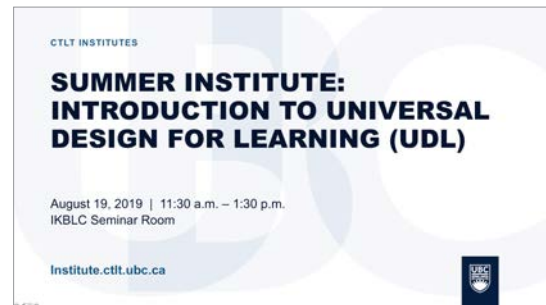 CTLT INSTITUTES
SUMMER INSTITUTE:
INTRODUCTION TO UNIVERSAL
DESIGN FOR LEARNING (UDL)
August 19, 2019 | 11:30 a.m. – 1:30 p.m.
IKBLC Seminar Room
Institute.ctlt.ubc.ca
UBC